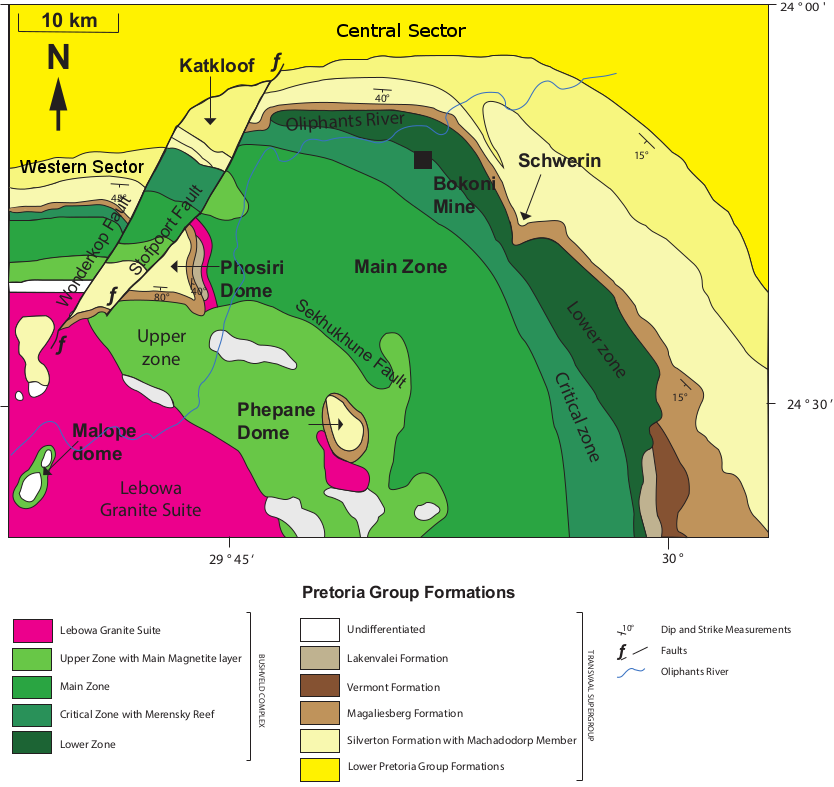 10 km
N
Central Sector
24 ° 00 '
Katkloof
f
40°
Oliphants River
15°
Western Sector
Schwerin
45°
Bokoni
Mine
Wonderkop Fault
Stofpoort Fault
Main Zone
Phosiri
Dome
40°
80°
f
f
Upper
zone
Sekhukhune Fault
Lower zone
Critical zone
15°
24 ° 30 '
Phepane
Dome
Malope
dome
Lebowa
Granite Suite
29 ° 45 '
30 °
Pretoria Group Formations
Lebowa Granite Suite
Upper Zone with Main Magnetite layer
Main Zone
Critical Zone with Merensky Reef
Lower Zone
BUSHVELD COMPLEX
Undifferentiated
Lakenvalei Formation
Vermont Formation
Magaliesberg Formation
Silverton Formation with Machadodorp Member
Lower Pretoria Group Formations
TRANSVAAL SUPERGROUP
10° Dip and Strike Measurements
f Faults
Oliphants River